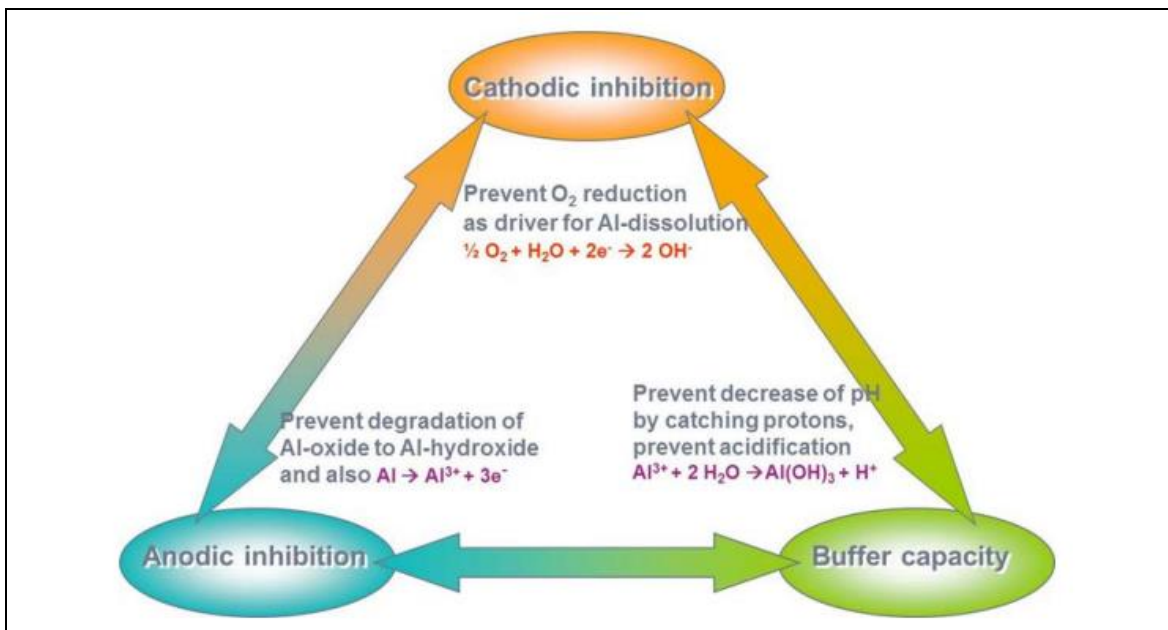 Cathodic inhibition
Prevent O₂ reduction
as driver for Al-dissolution
½ O₂ + H₂O + 2e⁻ → 2 OH⁻
Prevent degradation of
Al-oxide to Al-hydroxide
and also Al → Al³⁺ + 3e⁻
Prevent decrease of pH
by catching protons,
prevent acidification
Al³⁺ + 2 H₂O → Al(OH)₃ + H⁺
Anodic inhibition
Buffer capacity